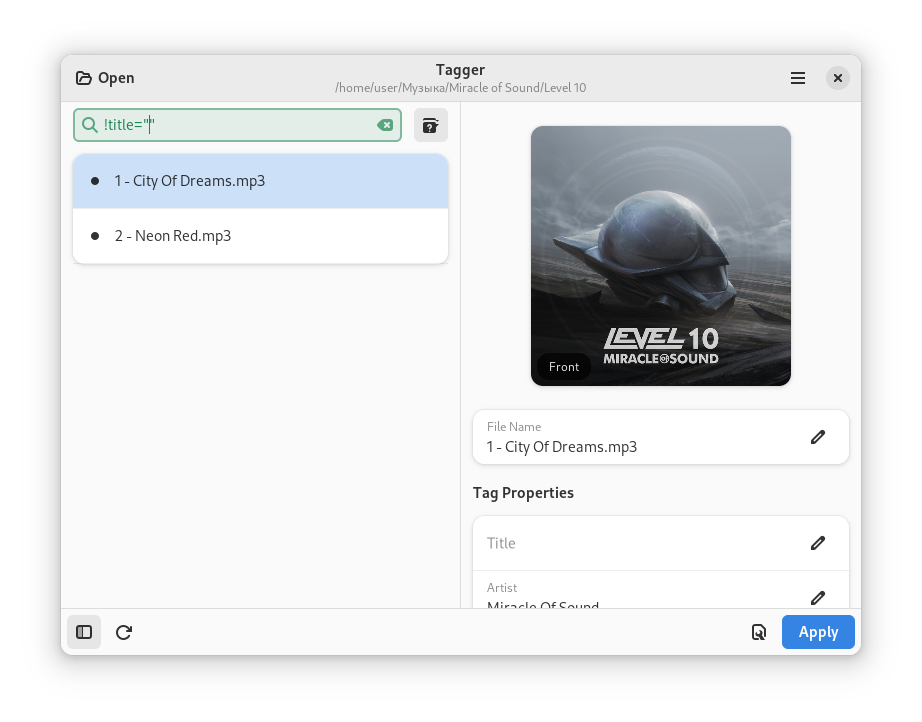 Open
Tagger
/home/user/Музыка/Miracle of Sound/Level 10
!title=""
1 - City Of Dreams.mp3
2 - Neon Red.mp3
LEVEL 10
MIRACLE OF SOUND
Front
File Name
1 - City Of Dreams.mp3
Tag Properties
Title
Artist
Miracle Of Sound
Apply